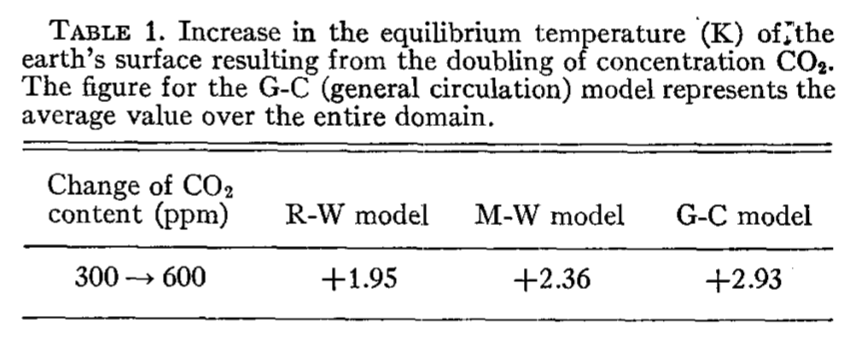 TABLE 1. Increase in the equilibrium temperature (K) of the
earth's surface resulting from the doubling of concentration CO₂.
The figure for the G-C (general circulation) model represents the
average value over the entire domain.
Change of CO₂
content (ppm) R-W model M-W model G-C model
300 → 600 +1.95 +2.36 +2.93